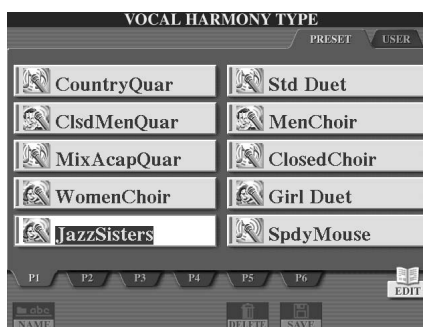 VOCAL HARMONY TYPE
PRESET USER
CountryQuar Std Duet
ClsdMenQuar MenChoir
MixAcapQuar ClosedChoir
WomenChoir Girl Duet
JazzSisters SpdyMouse
P1 P2 P3 P4 P5 P6
EDIT
abc
NAME DELETE SAVE